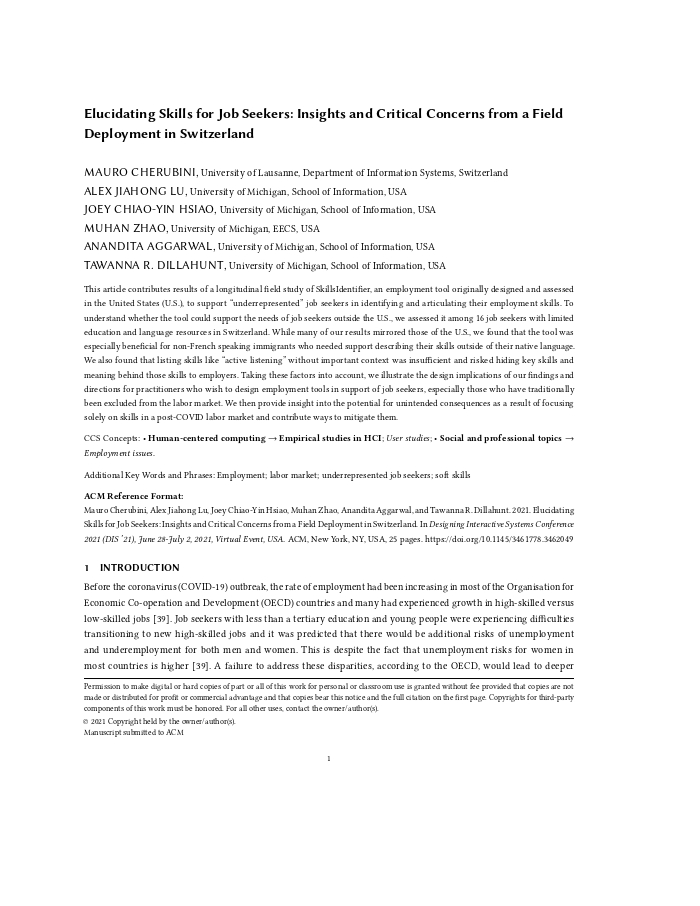 Elucidating Skills for Job Seekers: Insights and Critical Concerns from a Field
Deployment in Switzerland
MAURO CHERUBINI, University of Lausanne, Department of Information Systems, Switzerland
ALEX JIAHONG LU, University of Michigan, School of Information, USA
JOEY CHIAO-YIN HSIAO, University of Michigan, School of Information, USA
MUHAN ZHAO, University of Michigan, EECS, USA
ANANDITA AGGARWAL, University of Michigan, School of Information, USA
TAWANNA R. DILLAHUNT, University of Michigan, School of Information, USA
This article contributes results of a longitudinal field study of SkillsIdentifier, an employment tool originally designed and assessed
in the United States (U.S.), to support "underrepresented" job seekers in identifying and articulating their employment skills. To
understand whether the tool could support the needs of job seekers outside the U.S., we assessed it among 16 job seekers with limited
education and language resources in Switzerland. While many of our results mirrored those of the U.S., we found that the tool was
especially beneficial for non-French speaking immigrants who needed support describing their skills outside of their native language.
We also found that listing skills like "active listening" without important context was insufficient and risked hiding key skills and
meaning behind those skills to employers. Taking these factors into account, we illustrate the design implications of our findings and
directions for practitioners who wish to design employment tools in support of job seekers, especially those who have traditionally
been excluded from the labor market. We then provide insight into the potential for unintended consequences as a result of focusing
solely on skills in a post-COVID labor market and contribute ways to mitigate them.
CCS Concepts: • Human-centered computing → Empirical studies in HCI; User studies; • Social and professional topics →
Employment issues.
Additional Key Words and Phrases: Employment; labor market; underrepresented job seekers; soft skills
ACM Reference Format:
Mauro Cherubini, Alex Jiahong Lu, Joey Chiao-Yin Hsiao, Muhan Zhao, Anandita Aggarwal, and Tawanna R. Dillahunt. 2021. Elucidating
Skills for Job Seekers: Insights and Critical Concerns from a Field Deployment in Switzerland. In Designing Interactive Systems Conference
2021 (DIS '21), June 28-July 2, 2021, Virtual Event, USA. ACM, New York, NY, USA, 25 pages. https://doi.org/10.1145/3461778.3462049
1 INTRODUCTION
Before the coronavirus (COVID-19) outbreak, the rate of employment had been increasing in most of the Organisation for
Economic Co-operation and Development (OECD) countries and many had experienced growth in high-skilled versus
low-skilled jobs [39]. Job seekers with less than a tertiary education and young people were experiencing difficulties
transitioning to new high-skilled jobs and it was predicted that there would be additional risks of unemployment
and underemployment for both men and women. This is despite the fact that unemployment risks for women in
most countries is higher [39]. A failure to address these disparities, according to the OECD, would lead to deeper
Permission to make digital or hard copies of part or all of this work for personal or classroom use is granted without fee provided that copies are not
made or distributed for profit or commercial advantage and that copies bear this notice and the full citation on the first page. Copyrights for third-party
components of this work must be honored. For all other uses, contact the owner/author(s).
© 2021 Copyright held by the owner/author(s).
Manuscript submitted to ACM
1